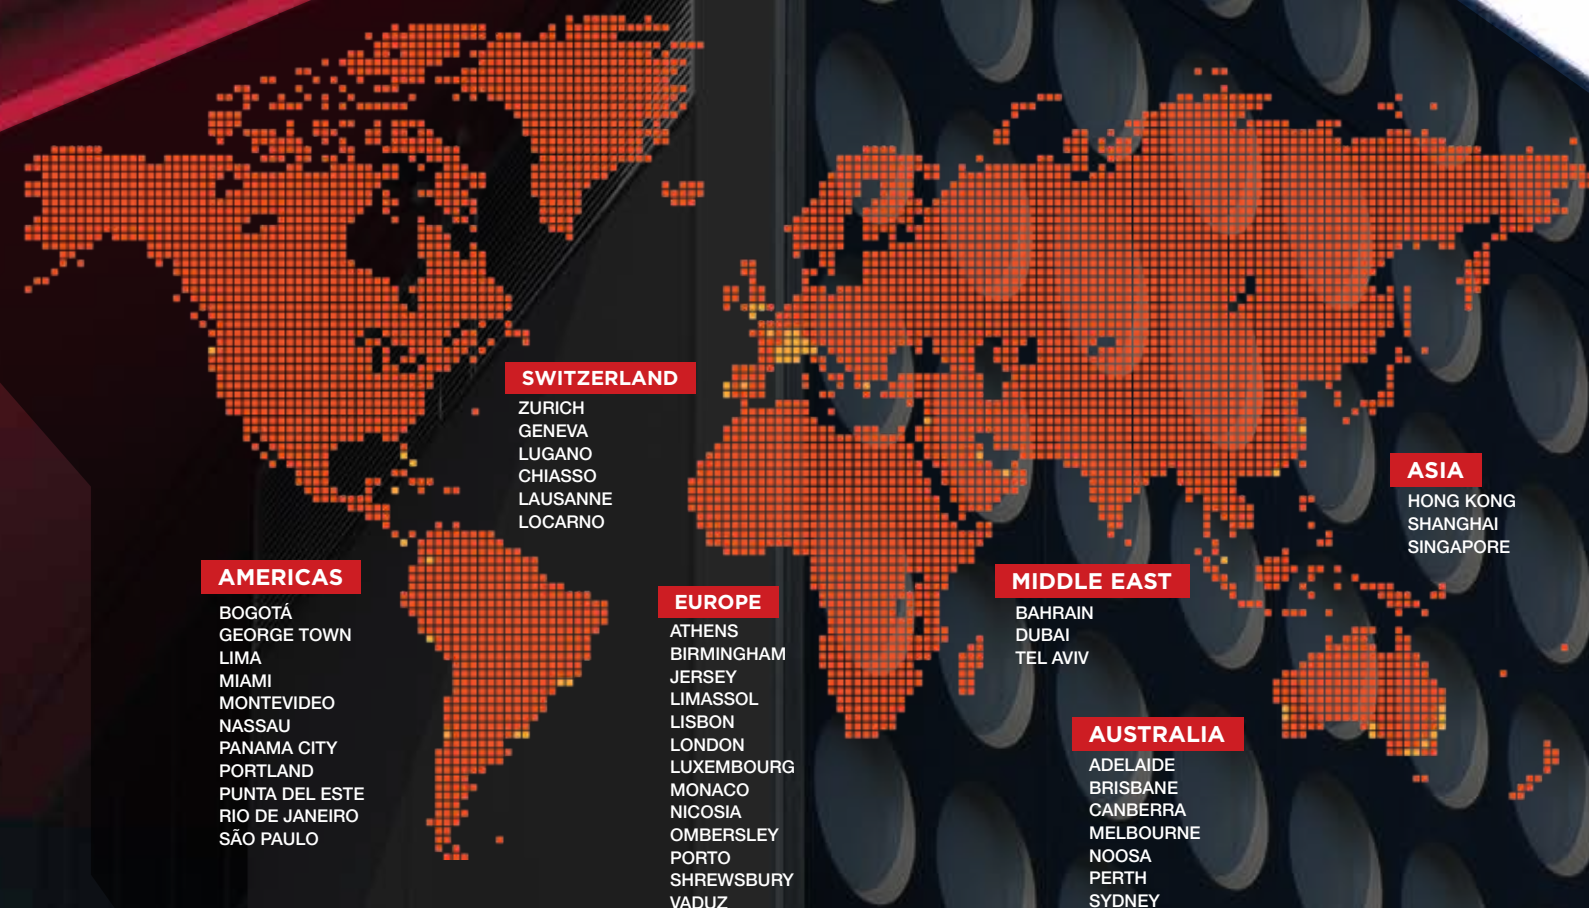 SWITZERLAND
ZURICH
GENEVA
LUGANO
CHIASSO
LAUSANNE
LOCARNO
AMERICAS
BOGOTÁ
GEORGE TOWN
LIMA
MIAMI
MONTEVIDEO
NASSAU
PANAMA CITY
PORTLAND
PUNTA DEL ESTE
RIO DE JANEIRO
SÃO PAULO
EUROPE
ATHENS
BIRMINGHAM
JERSEY
LIMASSOL
LISBON
LONDON
LUXEMBOURG
MONACO
NICOSIA
OMBERSLEY
PORTO
SHREWSBURY
VADUZ
MIDDLE EAST
BAHRAIN
DUBAI
TEL AVIV
AUSTRALIA
ADELAIDE
BRISBANE
CANBERRA
MELBOURNE
NOOSA
PERTH
SYDNEY
ASIA
HONG KONG
SHANGHAI
SINGAPORE